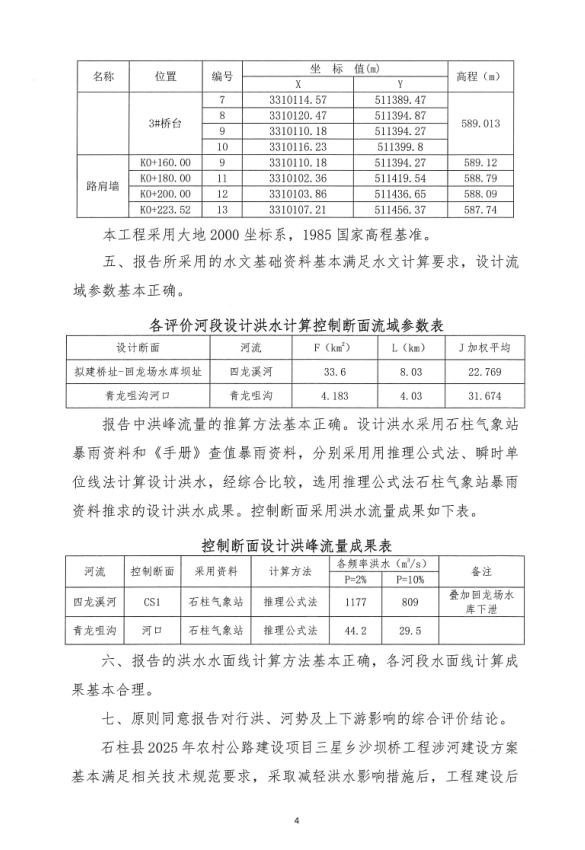 名称 位置 编号 坐标值(m) 高程（m）
X Y
3#桥台 7 3310114.57 511389.47 589.013
8 3310120.47 511394.87
9 3310110.18 511394.27
10 3310116.23 511399.8
路肩墙 K0+160.00 9 3310110.18 511394.27 589.12
K0+180.00 11 3310102.36 511419.54 588.79
K0+200.00 12 3310103.86 511436.65 588.09
K0+223.52 13 3310107.21 511456.37 587.74
本工程采用大地 2000 坐标系，1985 国家高程基准。
五、报告所采用的水文基础资料基本满足水文计算要求，设计流
域参数基本正确。
各评价河段设计洪水计算控制断面流域参数表
设计断面 河流 F（km²） L（km） J 加权平均
拟建桥址-回龙场水库坝址 四龙溪河 33.6 8.03 22.769
青龙咀沟河口 青龙咀沟 4.183 4.03 31.674
报告中洪峰流量的推算方法基本正确。设计洪水采用石柱气象站
暴雨资料和《手册》查值暴雨资料，分别采用用推理公式法、瞬时单
位线法计算设计洪水，经综合比较，选用推理公式法石柱气象站暴雨
资料推求的设计洪水成果。控制断面采用洪水流量成果如下表。
控制断面设计洪峰流量成果表
河流 控制断面 采用资料 计算方法 各频率洪水（m³/s） 备注
P=2% P=10%
四龙溪河 CS1 石柱气象站 推理公式法 1177 809 叠加回龙场水
库下泄
青龙咀沟 河口 石柱气象站 推理公式法 44.2 29.5
六、报告的洪水水面线计算方法基本正确，各河段水面线计算成
果基本合理。
七、原则同意报告对行洪、河势及上下游影响的综合评价结论。
石柱县 2025 年农村公路建设项目三星乡沙坝桥工程涉河建设方案
基本满足相关技术规范要求，采取减轻洪水影响措施后，工程建设后
4